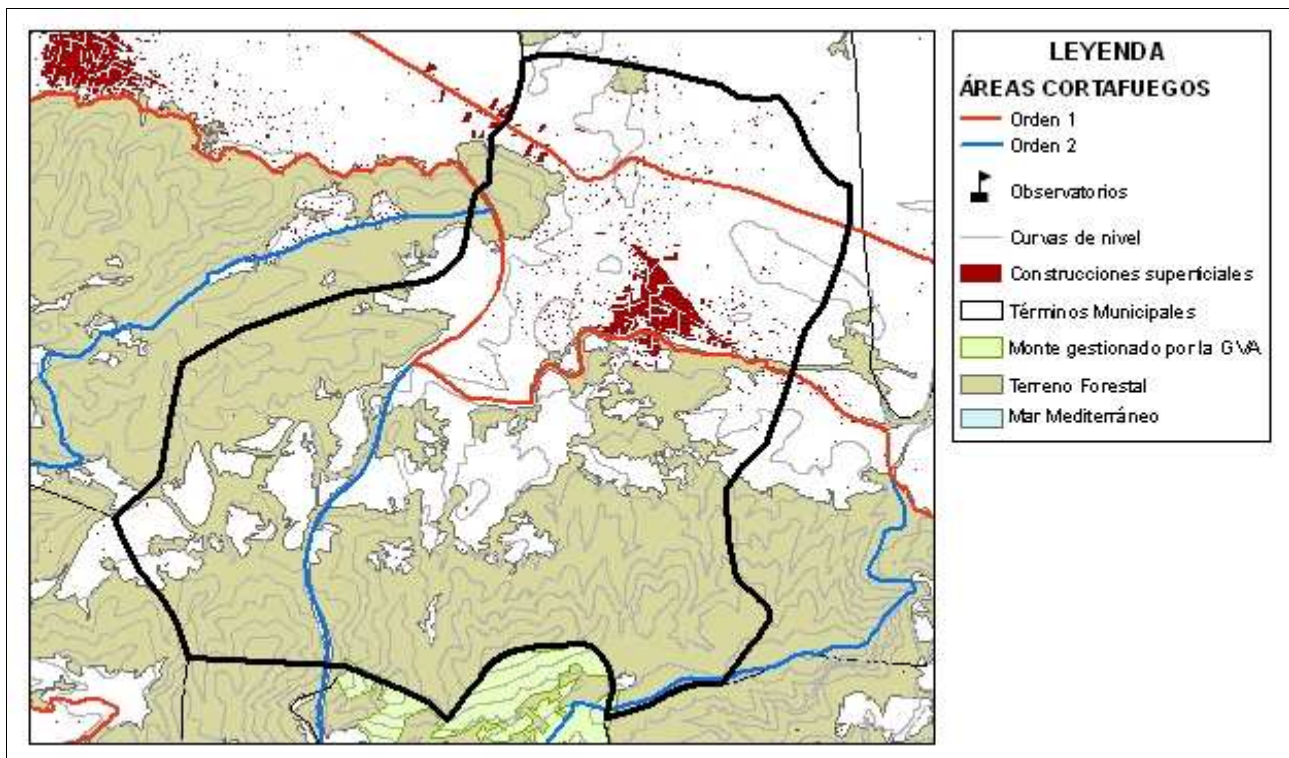 LEYENDA
ÁREAS CORTAFUEGOS
Orden 1
Orden 2
Observatorios
Curvas de nivel
Construcciones superficiales
Términos Municipales
Monte gestionado por la GVA
Terreno Forestal
Mar Mediterráneo